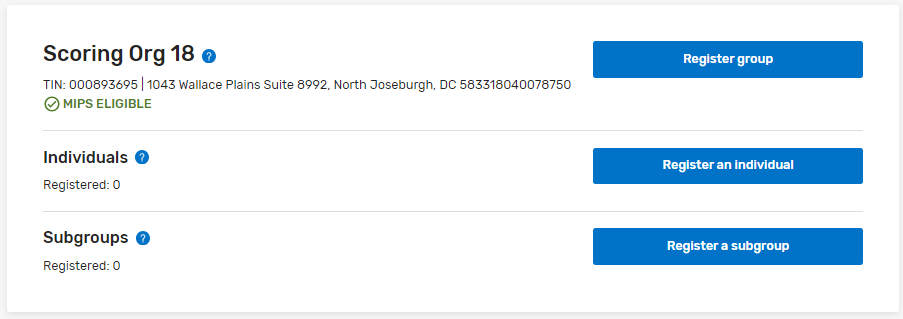 Scoring Org 18 ?
Register group
TIN: 000893695 | 1043 Wallace Plains Suite 8992, North Joseburgh, DC 583318040078750
MIPS ELIGIBLE
Individuals ?
Register an individual
Registered: 0
Subgroups ?
Register a subgroup
Registered: 0